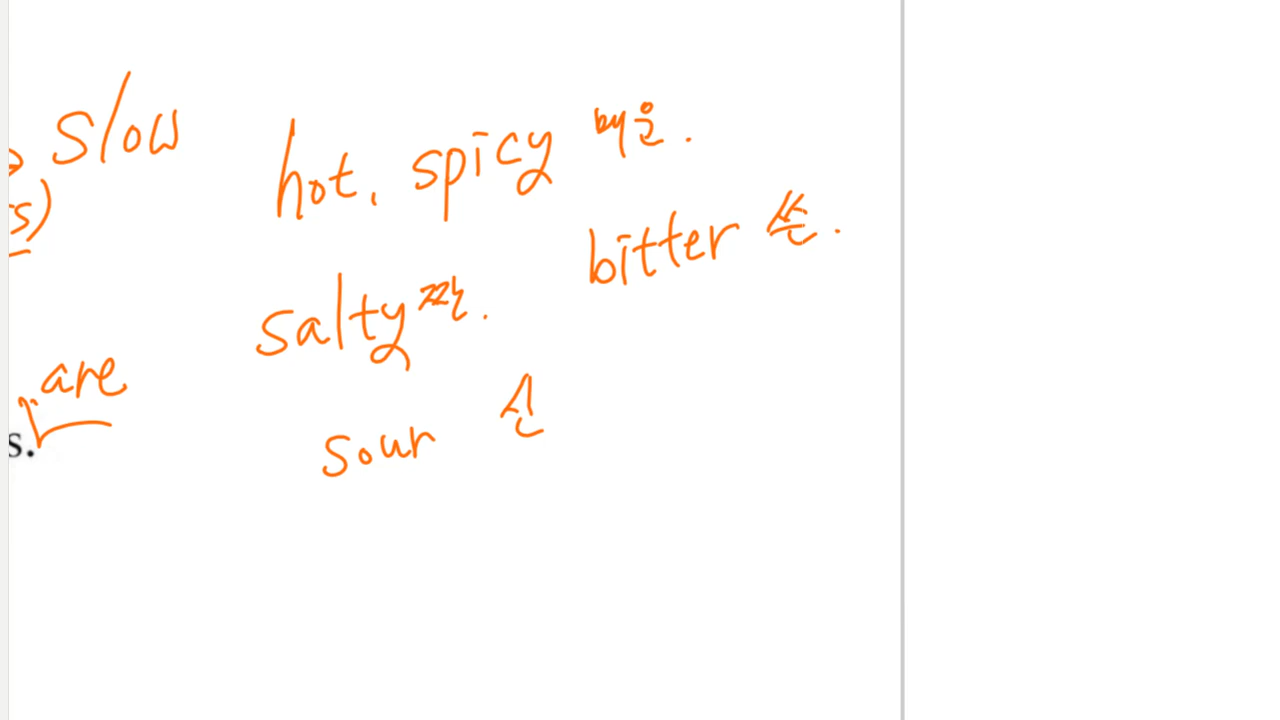 slow
hot, spicy 매운.
s)
bitter 쓴.
salty 짠.
are
s.
sour 신